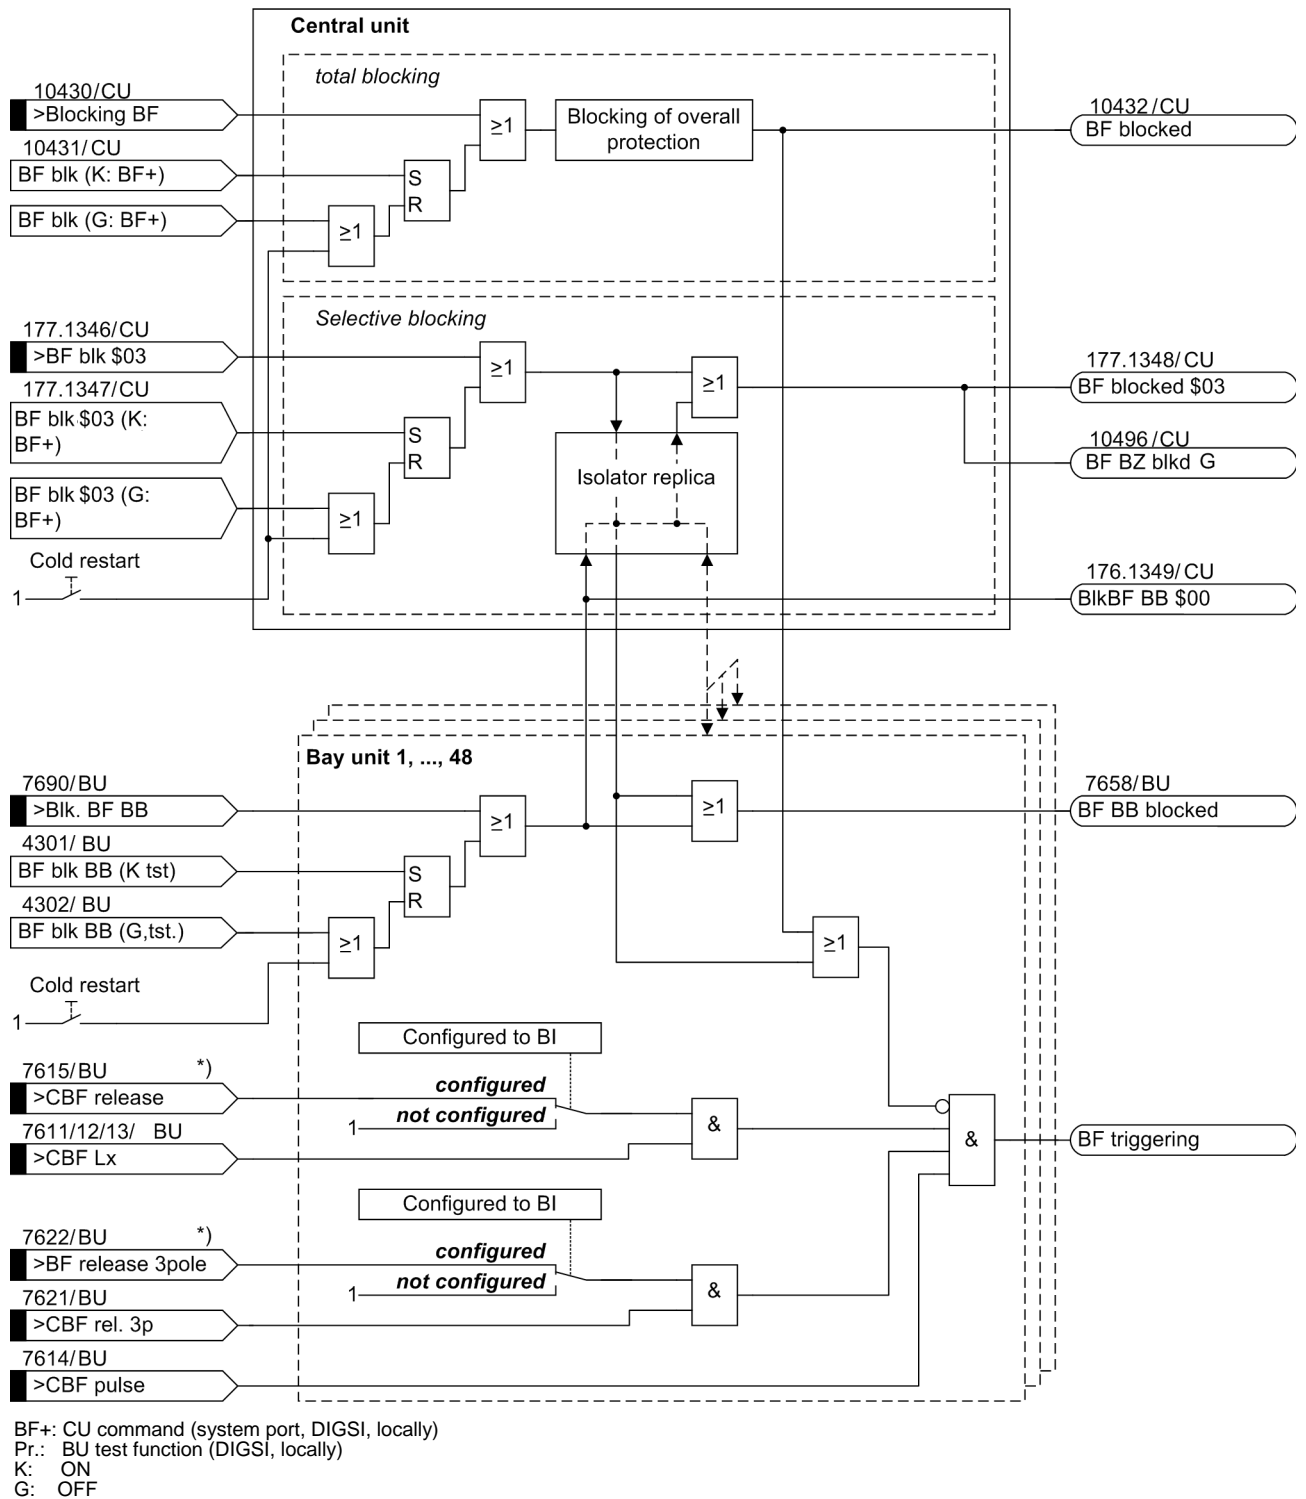 Central unit
total blocking
10430/CU
>Blocking BF
≥1
Blocking of overall
protection
10432/CU
BF blocked
10431/CU
BF blk (K: BF+)
S
R
BF blk (G: BF+)
≥1
Selective blocking
177.1346/CU
>BF blk $03
≥1
≥1
177.1348/CU
BF blocked $03
177.1347/CU
BF blk $03 (K:
BF+)
S
R
Isolator replica
10496/CU
BF BZ blkd G
BF blk $03 (G:
BF+)
≥1
Cold restart
1
176.1349/CU
BlkBF BB $00
Bay unit 1, ..., 48
7690/BU
>Blk. BF BB
≥1
≥1
7658/BU
BF BB blocked
4301/ BU
BF blk BB (K tst)
S
R
4302/ BU
BF blk BB (G,tst.)
≥1
≥1
Cold restart
1
Configured to BI
7615/BU *)
>CBF release
configured
not configured
1
7611/12/13/ BU
>CBF Lx
&
&
BF triggering
Configured to BI
7622/BU *)
>BF release 3pole
configured
not configured
1
7621/BU
>CBF rel. 3p
&
7614/BU
>CBF pulse
BF+: CU command (system port, DIGSI, locally)
Pr.: BU test function (DIGSI, locally)
K: ON
G: OFF